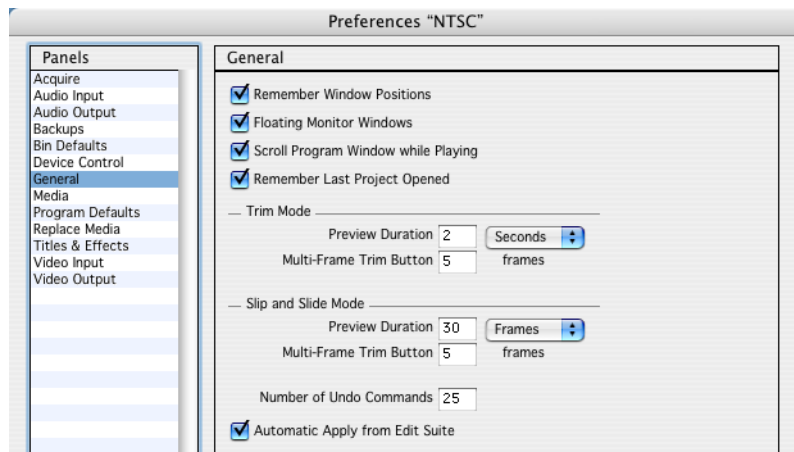 Preferences “NTSC”
Panels
Acquire
Audio Input
Audio Output
Backups
Bin Defaults
Device Control
General
Media
Program Defaults
Replace Media
Titles & Effects
Video Input
Video Output
General
Remember Window Positions
Floating Monitor Windows
Scroll Program Window while Playing
Remember Last Project Opened
Trim Mode
Preview Duration 2 Seconds
Multi-Frame Trim Button 5 frames
Slip and Slide Mode
Preview Duration 30 Frames
Multi-Frame Trim Button 5 frames
Number of Undo Commands 25
Automatic Apply from Edit Suite